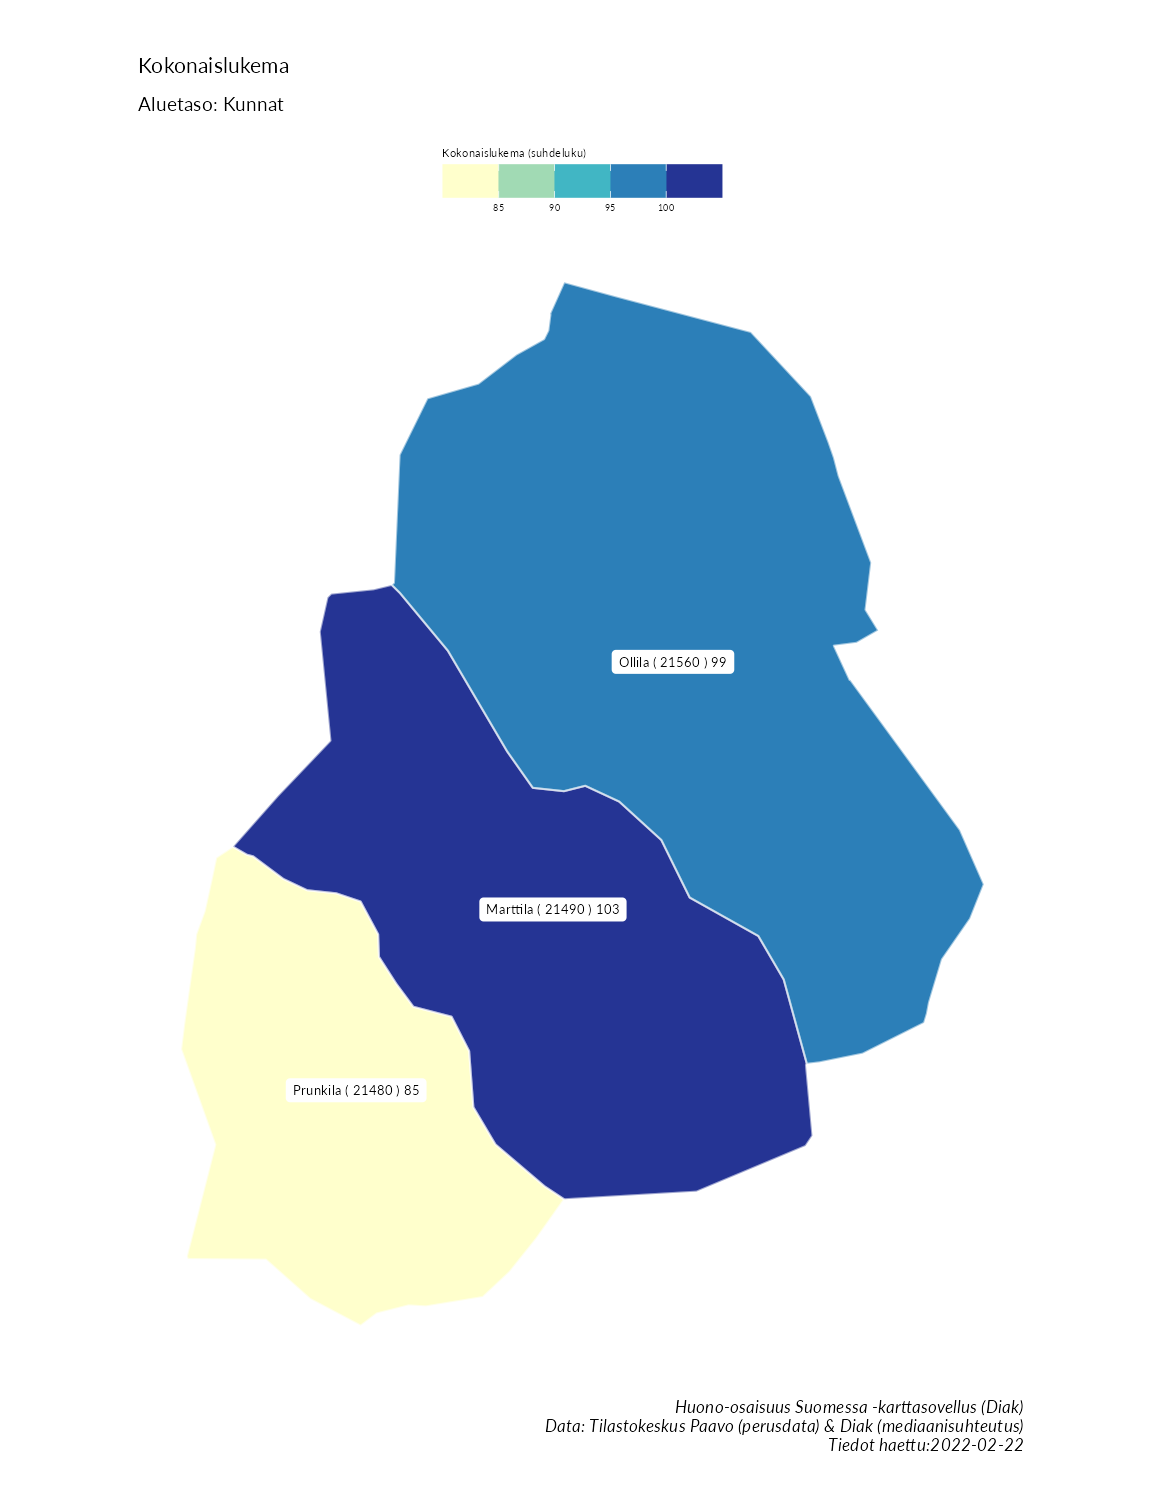 Kokonaislukema
Aluetaso: Kunnat
Kokonaislukema (suhdeluku)
85 90 95 100
Ollila ( 21560 ) 99
Marttila ( 21490 ) 103
Prunkila ( 21480 ) 85
Huono-osaisuus Suomessa -karttasovellus (Diak)
Data: Tilastokeskus Paavo (perusdata) & Diak (mediaanisuhteutus)
Tiedot haettu:2022-02-22